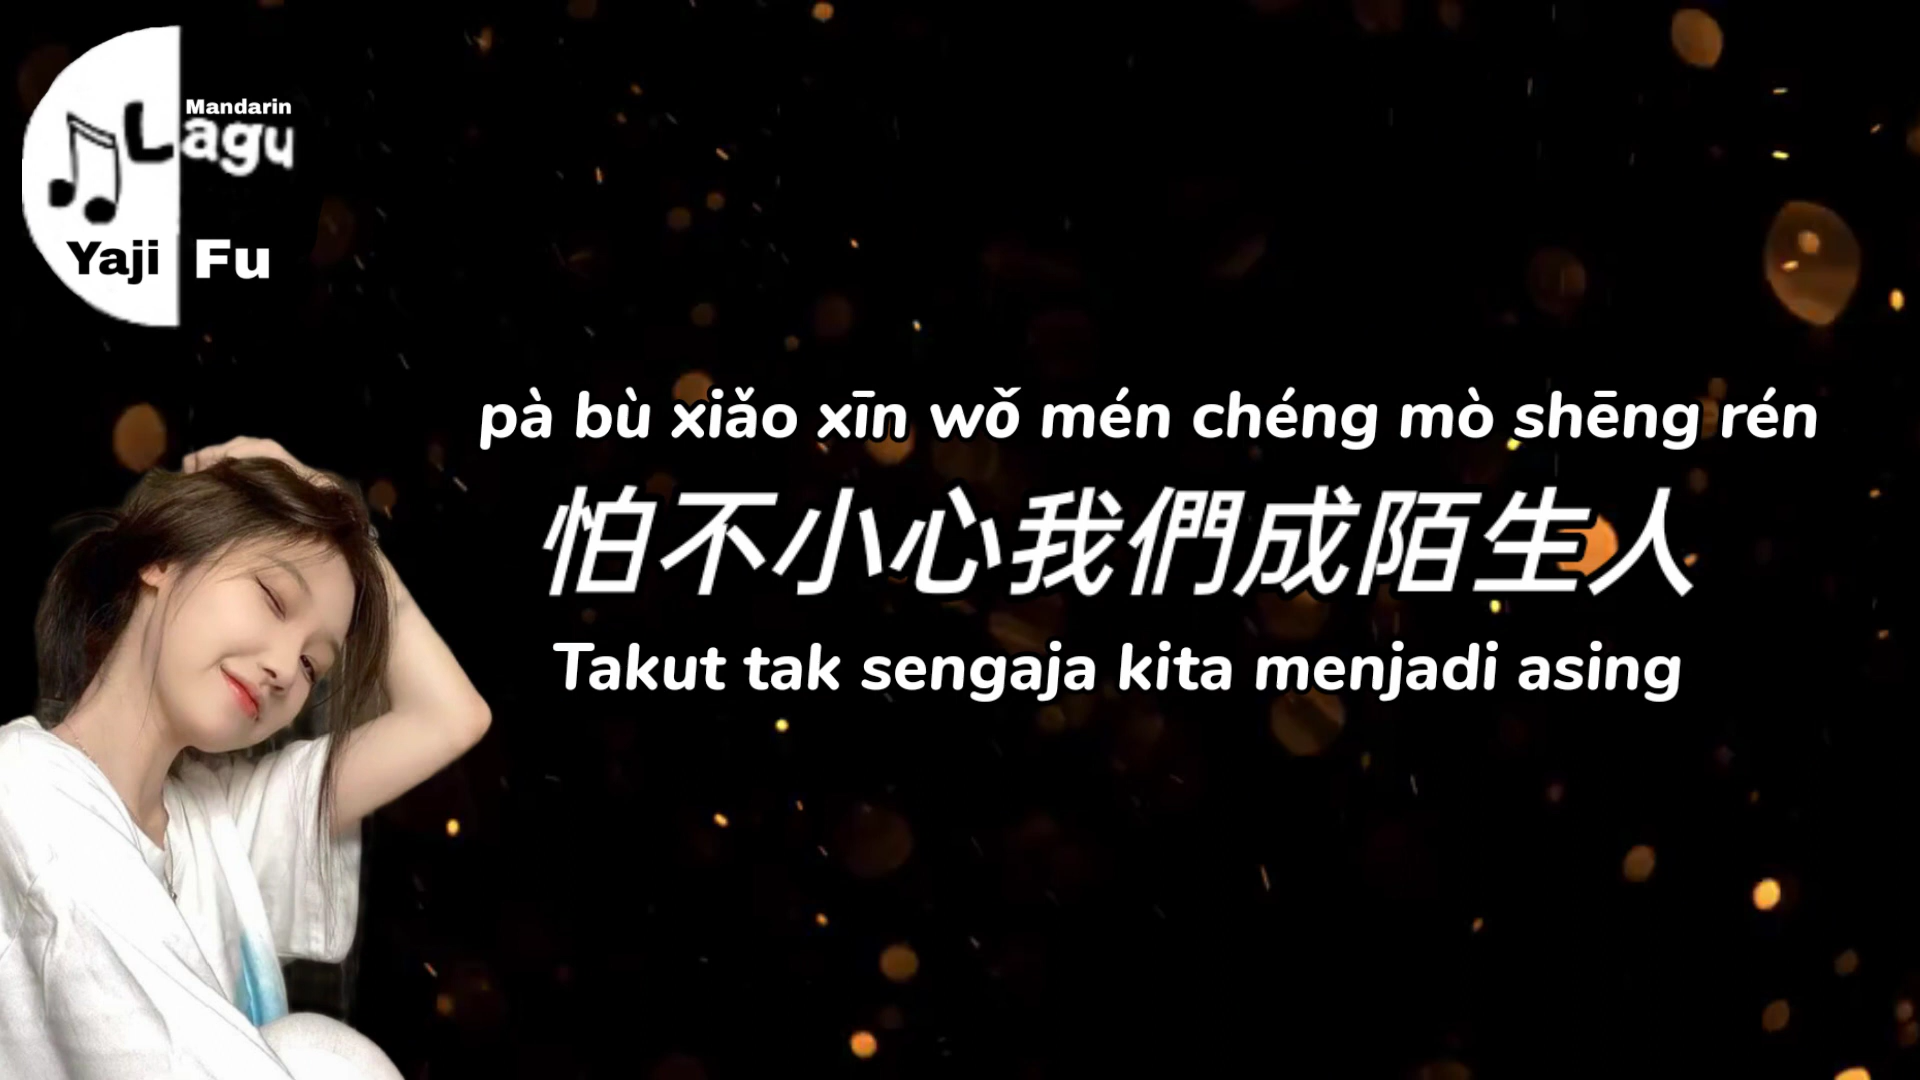 Mandarin
Lagu
Yaji Fu
pà bù xiǎo xīn wǒ mén chéng mò shēng rén
怕不小心我們成陌生人
Takut tak sengaja kita menjadi asing